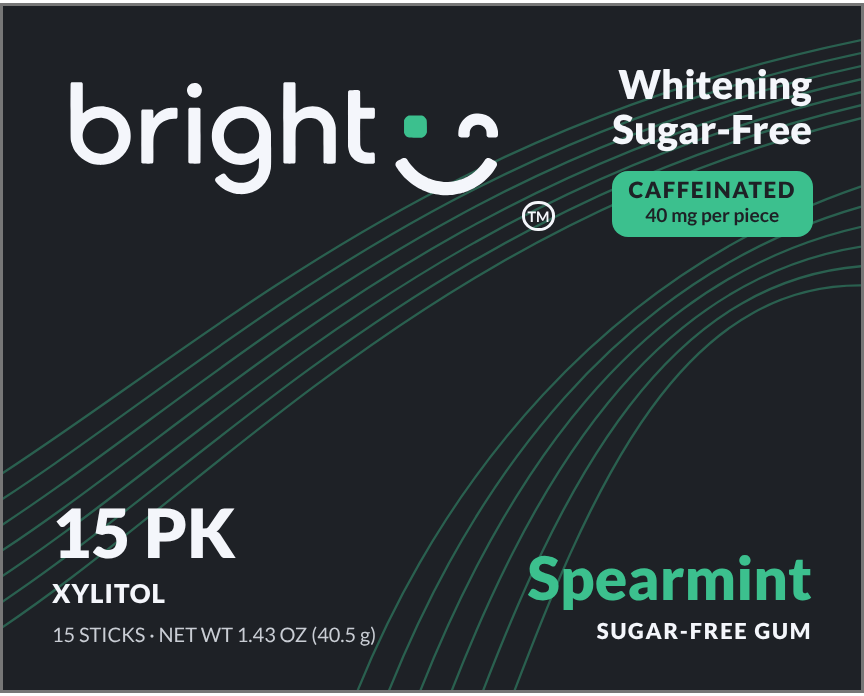 bright
TM
Whitening
Sugar-Free
CAFFEINATED
40 mg per piece
15 PK
XYLITOL
15 STICKS · NET WT 1.43 OZ (40.5 g)
Spearmint
SUGAR-FREE GUM